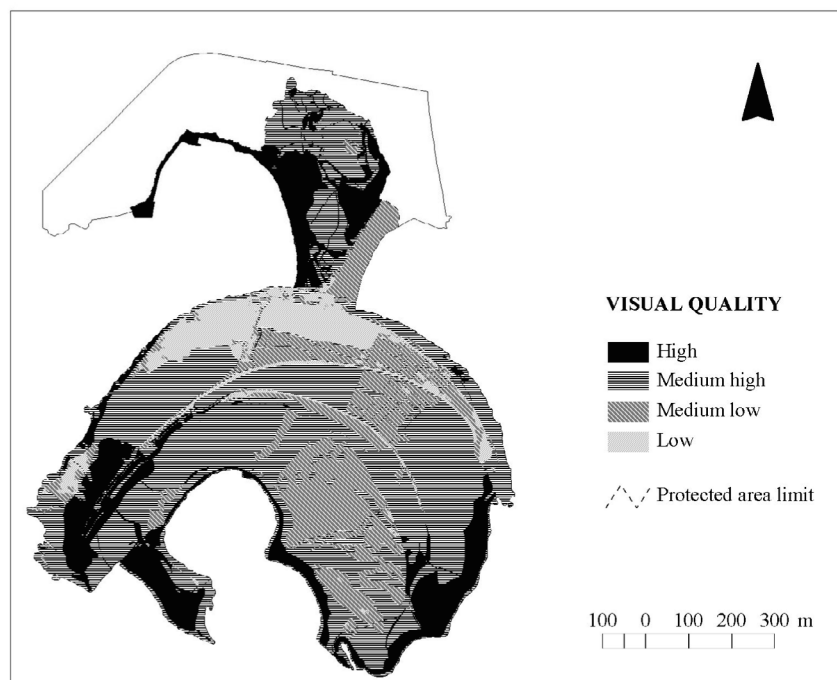 VISUAL QUALITY
High
Medium high
Medium low
Low
Protected area limit
100 0 100 200 300 m